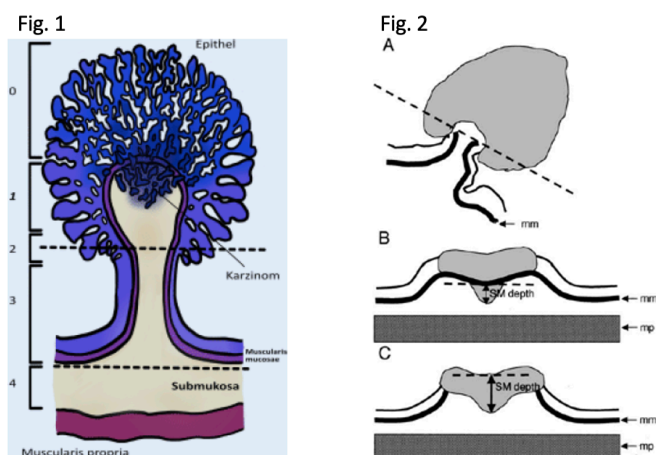 Fig. 1
Epithel
0
1
2
Karzinom
3
Muscularis
mucosae
4
Submukosa
Muscularis propria
Fig. 2
A
mm
B
SM depth
mm
mp
C
SM depth
mm
mp